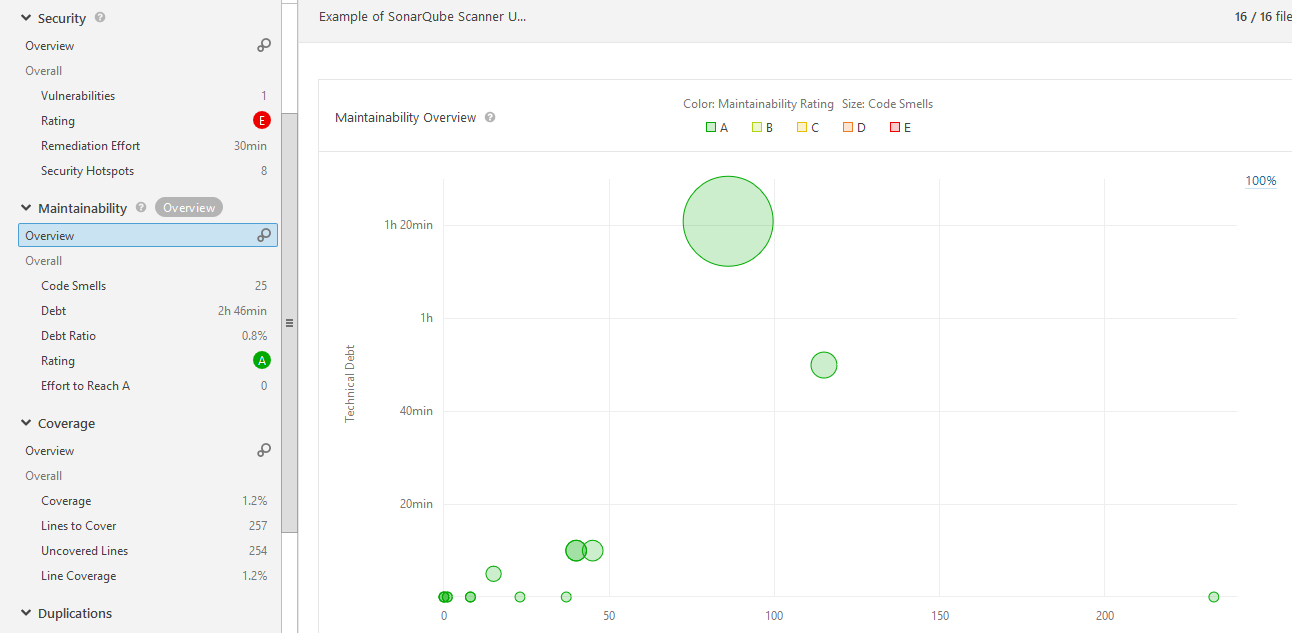 Security
Overview
Overall
Vulnerabilities 1
Rating E
Remediation Effort 30min
Security Hotspots 8
Maintainability Overview
Overview
Overall
Code Smells 25
Debt 2h 46min
Debt Ratio 0.8%
Rating A
Effort to Reach A 0
Coverage
Overview
Overall
Coverage 1.2%
Lines to Cover 257
Uncovered Lines 254
Line Coverage 1.2%
Duplications
Example of SonarQube Scanner U... 16 / 16 file
Maintainability Overview
Color: Maintainability Rating Size: Code Smells
A B C D E
100%
1h 20min
1h
40min
20min
Technical Debt
0 50 100 150 200